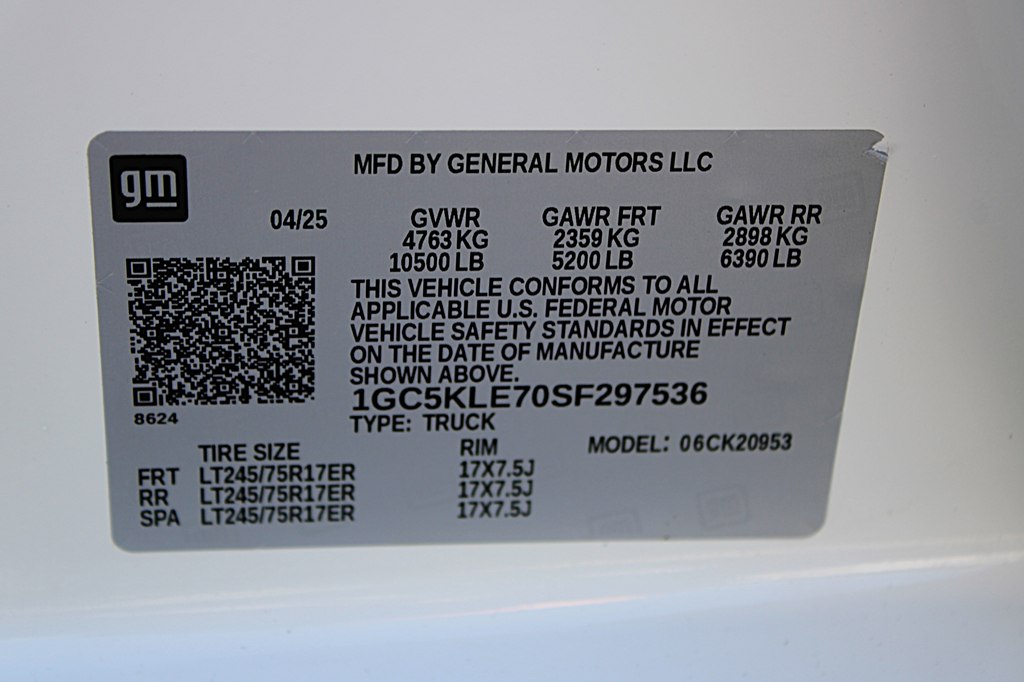 gm
MFD BY GENERAL MOTORS LLC
04/25 GVWR GAWR FRT GAWR RR
4763 KG 2359 KG 2898 KG
10500 LB 5200 LB 6390 LB
THIS VEHICLE CONFORMS TO ALL
APPLICABLE U.S. FEDERAL MOTOR
VEHICLE SAFETY STANDARDS IN EFFECT
ON THE DATE OF MANUFACTURE
SHOWN ABOVE.
1GC5KLE70SF297536
8624
TYPE: TRUCK
TIRE SIZE RIM MODEL: 06CK20953
FRT LT245/75R17ER 17X7.5J
RR LT245/75R17ER 17X7.5J
SPA LT245/75R17ER 17X7.5J